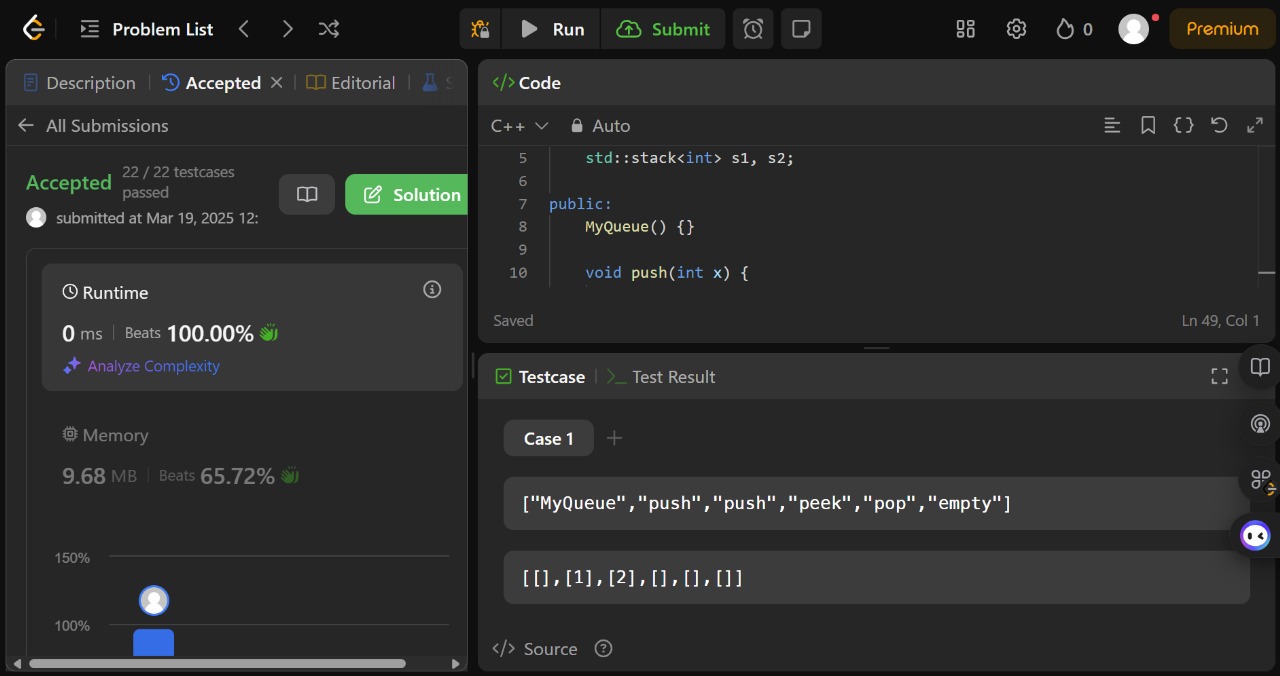 Problem List
Run
Submit
0
Premium
Description
Accepted
Editorial
S
All Submissions
Accepted
22 / 22 testcases
passed
submitted at Mar 19, 2025 12:
Solution
Runtime
0 ms
Beats 100.00%
Analyze Complexity
Memory
9.68 MB
Beats 65.72%
150%
100%
</> Code
C++
Auto
5 std::stack<int> s1, s2;
6
7 public:
8 MyQueue() {}
9
10 void push(int x) {
Saved
Ln 49, Col 1
Testcase
>_ Test Result
Case 1 +
["MyQueue","push","push","peek","pop","empty"]
[[],[1],[2],[],[],[]]
</> Source ?